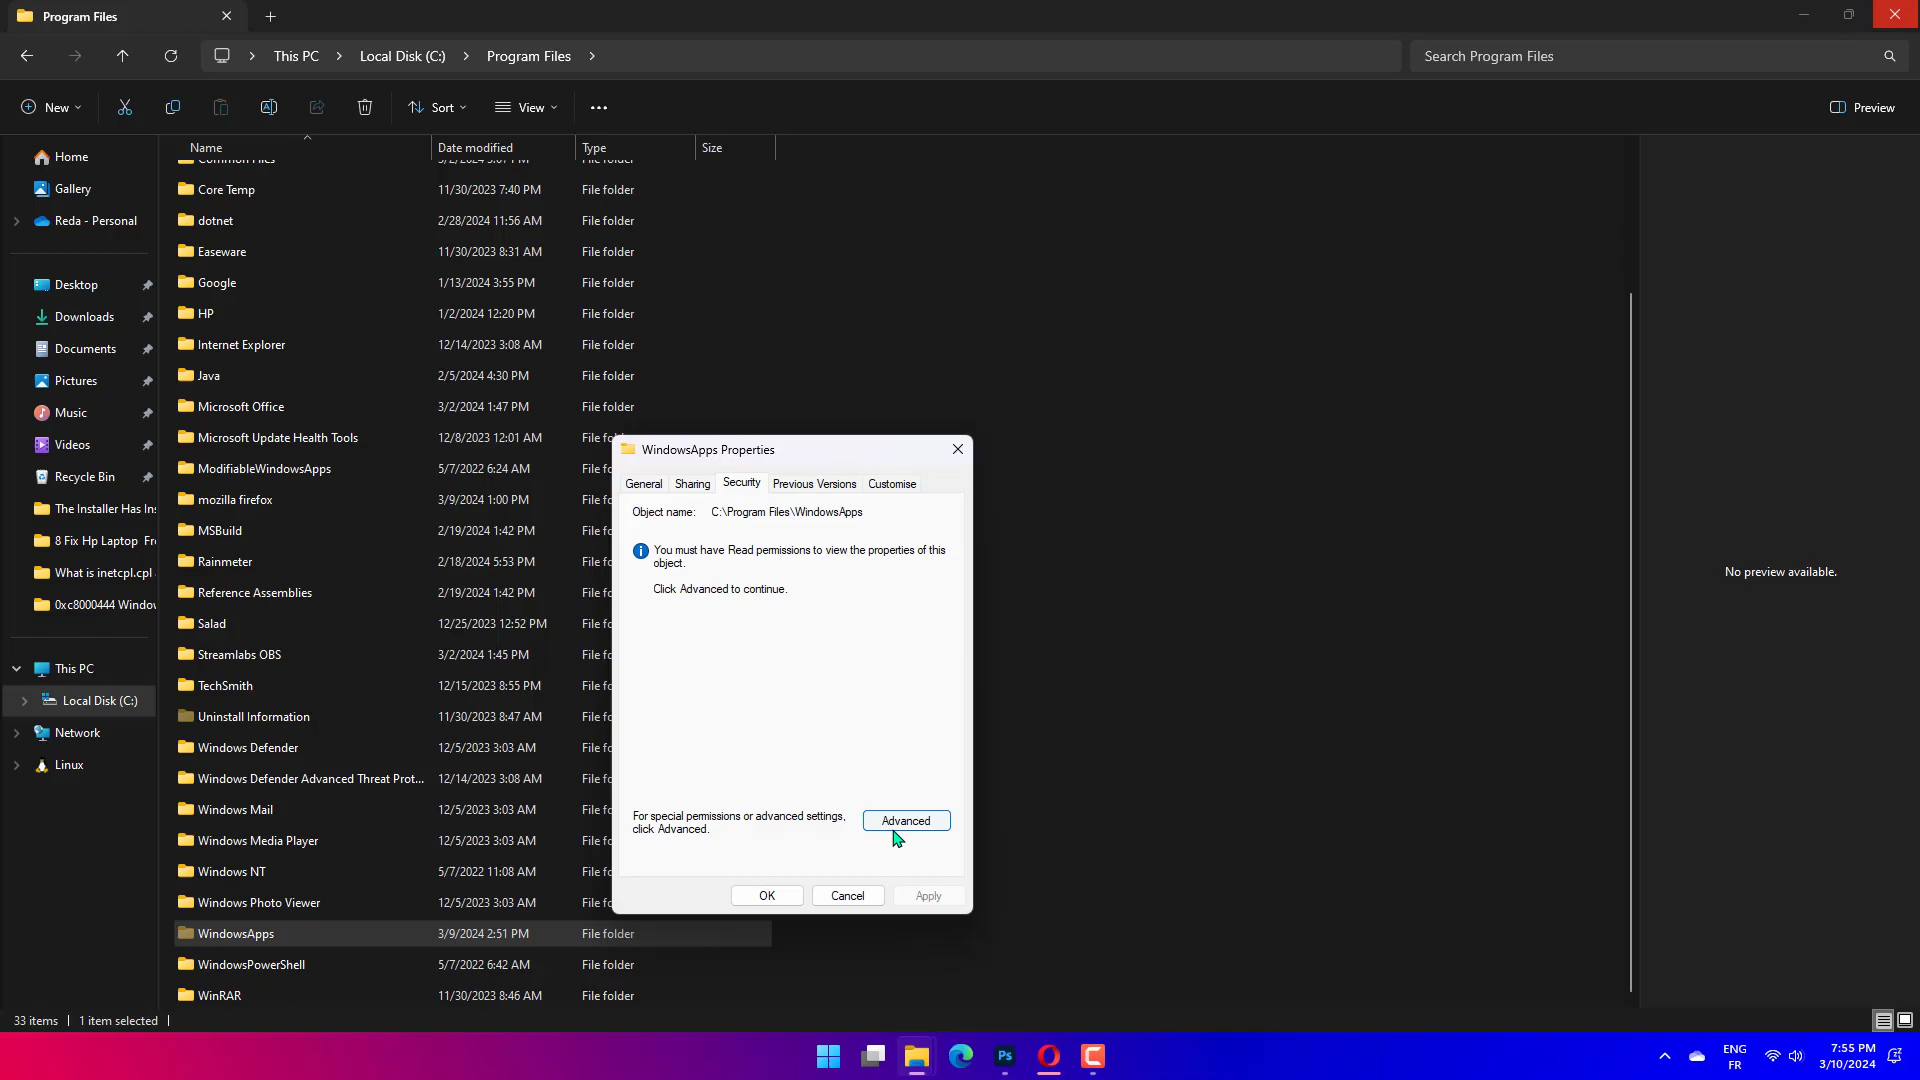 Program Files
This PC > Local Disk (C:) > Program Files >
Search Program Files
New
Sort
View
Preview
Name Date modified Type Size
Common Files 3/2/2024 3:07 PM File folder
Core Temp 11/30/2023 7:40 PM File folder
dotnet 2/28/2024 11:56 AM File folder
Easeware 11/30/2023 8:31 AM File folder
Google 1/13/2024 3:55 PM File folder
HP 1/2/2024 12:20 PM File folder
Internet Explorer 12/14/2023 3:08 AM File folder
Java 2/5/2024 4:30 PM File folder
Microsoft Office 3/2/2024 1:47 PM File folder
Microsoft Update Health Tools 12/8/2023 12:01 AM File fo
ModifiableWindowsApps 5/7/2022 6:24 AM File fo
mozilla firefox 3/9/2024 1:00 PM File fo
MSBuild 2/19/2024 1:42 PM File fo
Rainmeter 2/18/2024 5:53 PM File fo
Reference Assemblies 2/19/2024 1:42 PM File fo
Salad 12/25/2023 12:52 PM File fo
Streamlabs OBS 3/2/2024 1:45 PM File fo
TechSmith 12/15/2023 8:55 PM File fo
Uninstall Information 11/30/2023 8:47 AM File fo
Windows Defender 12/5/2023 3:03 AM File fo
Windows Defender Advanced Threat Prot... 12/14/2023 3:08 AM File fo
Windows Mail 12/5/2023 3:03 AM File fo
Windows Media Player 12/5/2023 3:03 AM File fo
Windows NT 5/7/2022 11:08 AM File fo
Windows Photo Viewer 12/5/2023 3:03 AM File fo
WindowsApps 3/9/2024 2:51 PM File folder
WindowsPowerShell 5/7/2022 6:42 AM File folder
WinRAR 11/30/2023 8:46 AM File folder
Home
Gallery
Reda - Personal
Desktop
Downloads
Documents
Pictures
Music
Videos
Recycle Bin
The Installer Has In
8 Fix Hp Laptop Fr
What is inetcpl.cpl
0xc8000444 Windov
This PC
Local Disk (C:)
Network
Linux
WindowsApps Properties
General Sharing Security Previous Versions Customise
Object name: C:\Program Files\WindowsApps
You must have Read permissions to view the properties of this
object.
Click Advanced to continue.
For special permissions or advanced settings,
click Advanced.
Advanced
OK Cancel Apply
No preview available.
33 items | 1 item selected |
Ps
ENG
FR
7:55 PM
3/10/2024